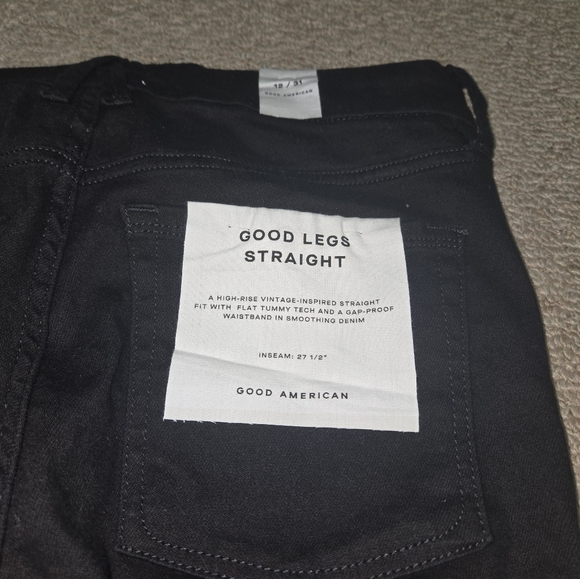 12 / 31
GOOD AMERICAN
GOOD LEGS
STRAIGHT
A HIGH-RISE VINTAGE-INSPIRED STRAIGHT
FIT WITH FLAT TUMMY TECH AND A GAP-PROOF
WAISTBAND IN SMOOTHING DENIM
INSEAM: 27 1/2"
GOOD AMERICAN